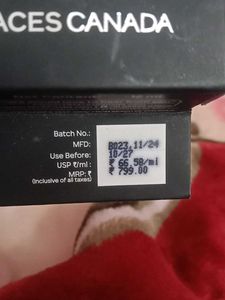 ACES CANADA
Batch No.:
MFD:
Use Before:
USP ₹/ml :
MRP: ₹
(Inclusive of all taxes)
B023,11/24
10/27
₹ 66.58/ml
₹ 799.00